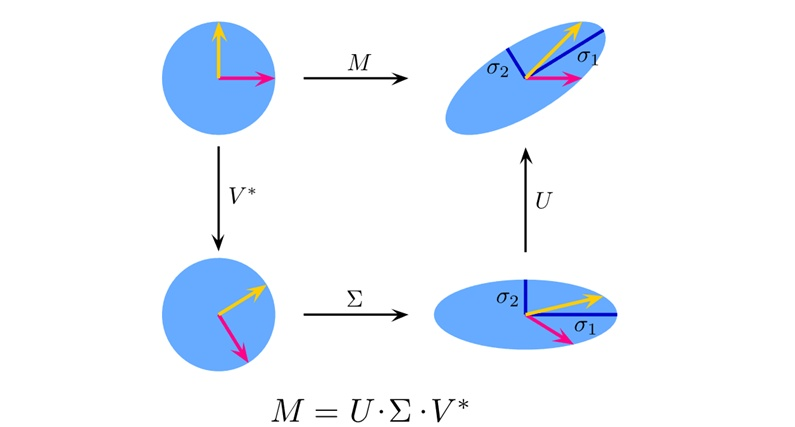 M
σ₂ σ₁
V*
U
Σ
σ₂
σ₁
M = U · Σ · V*